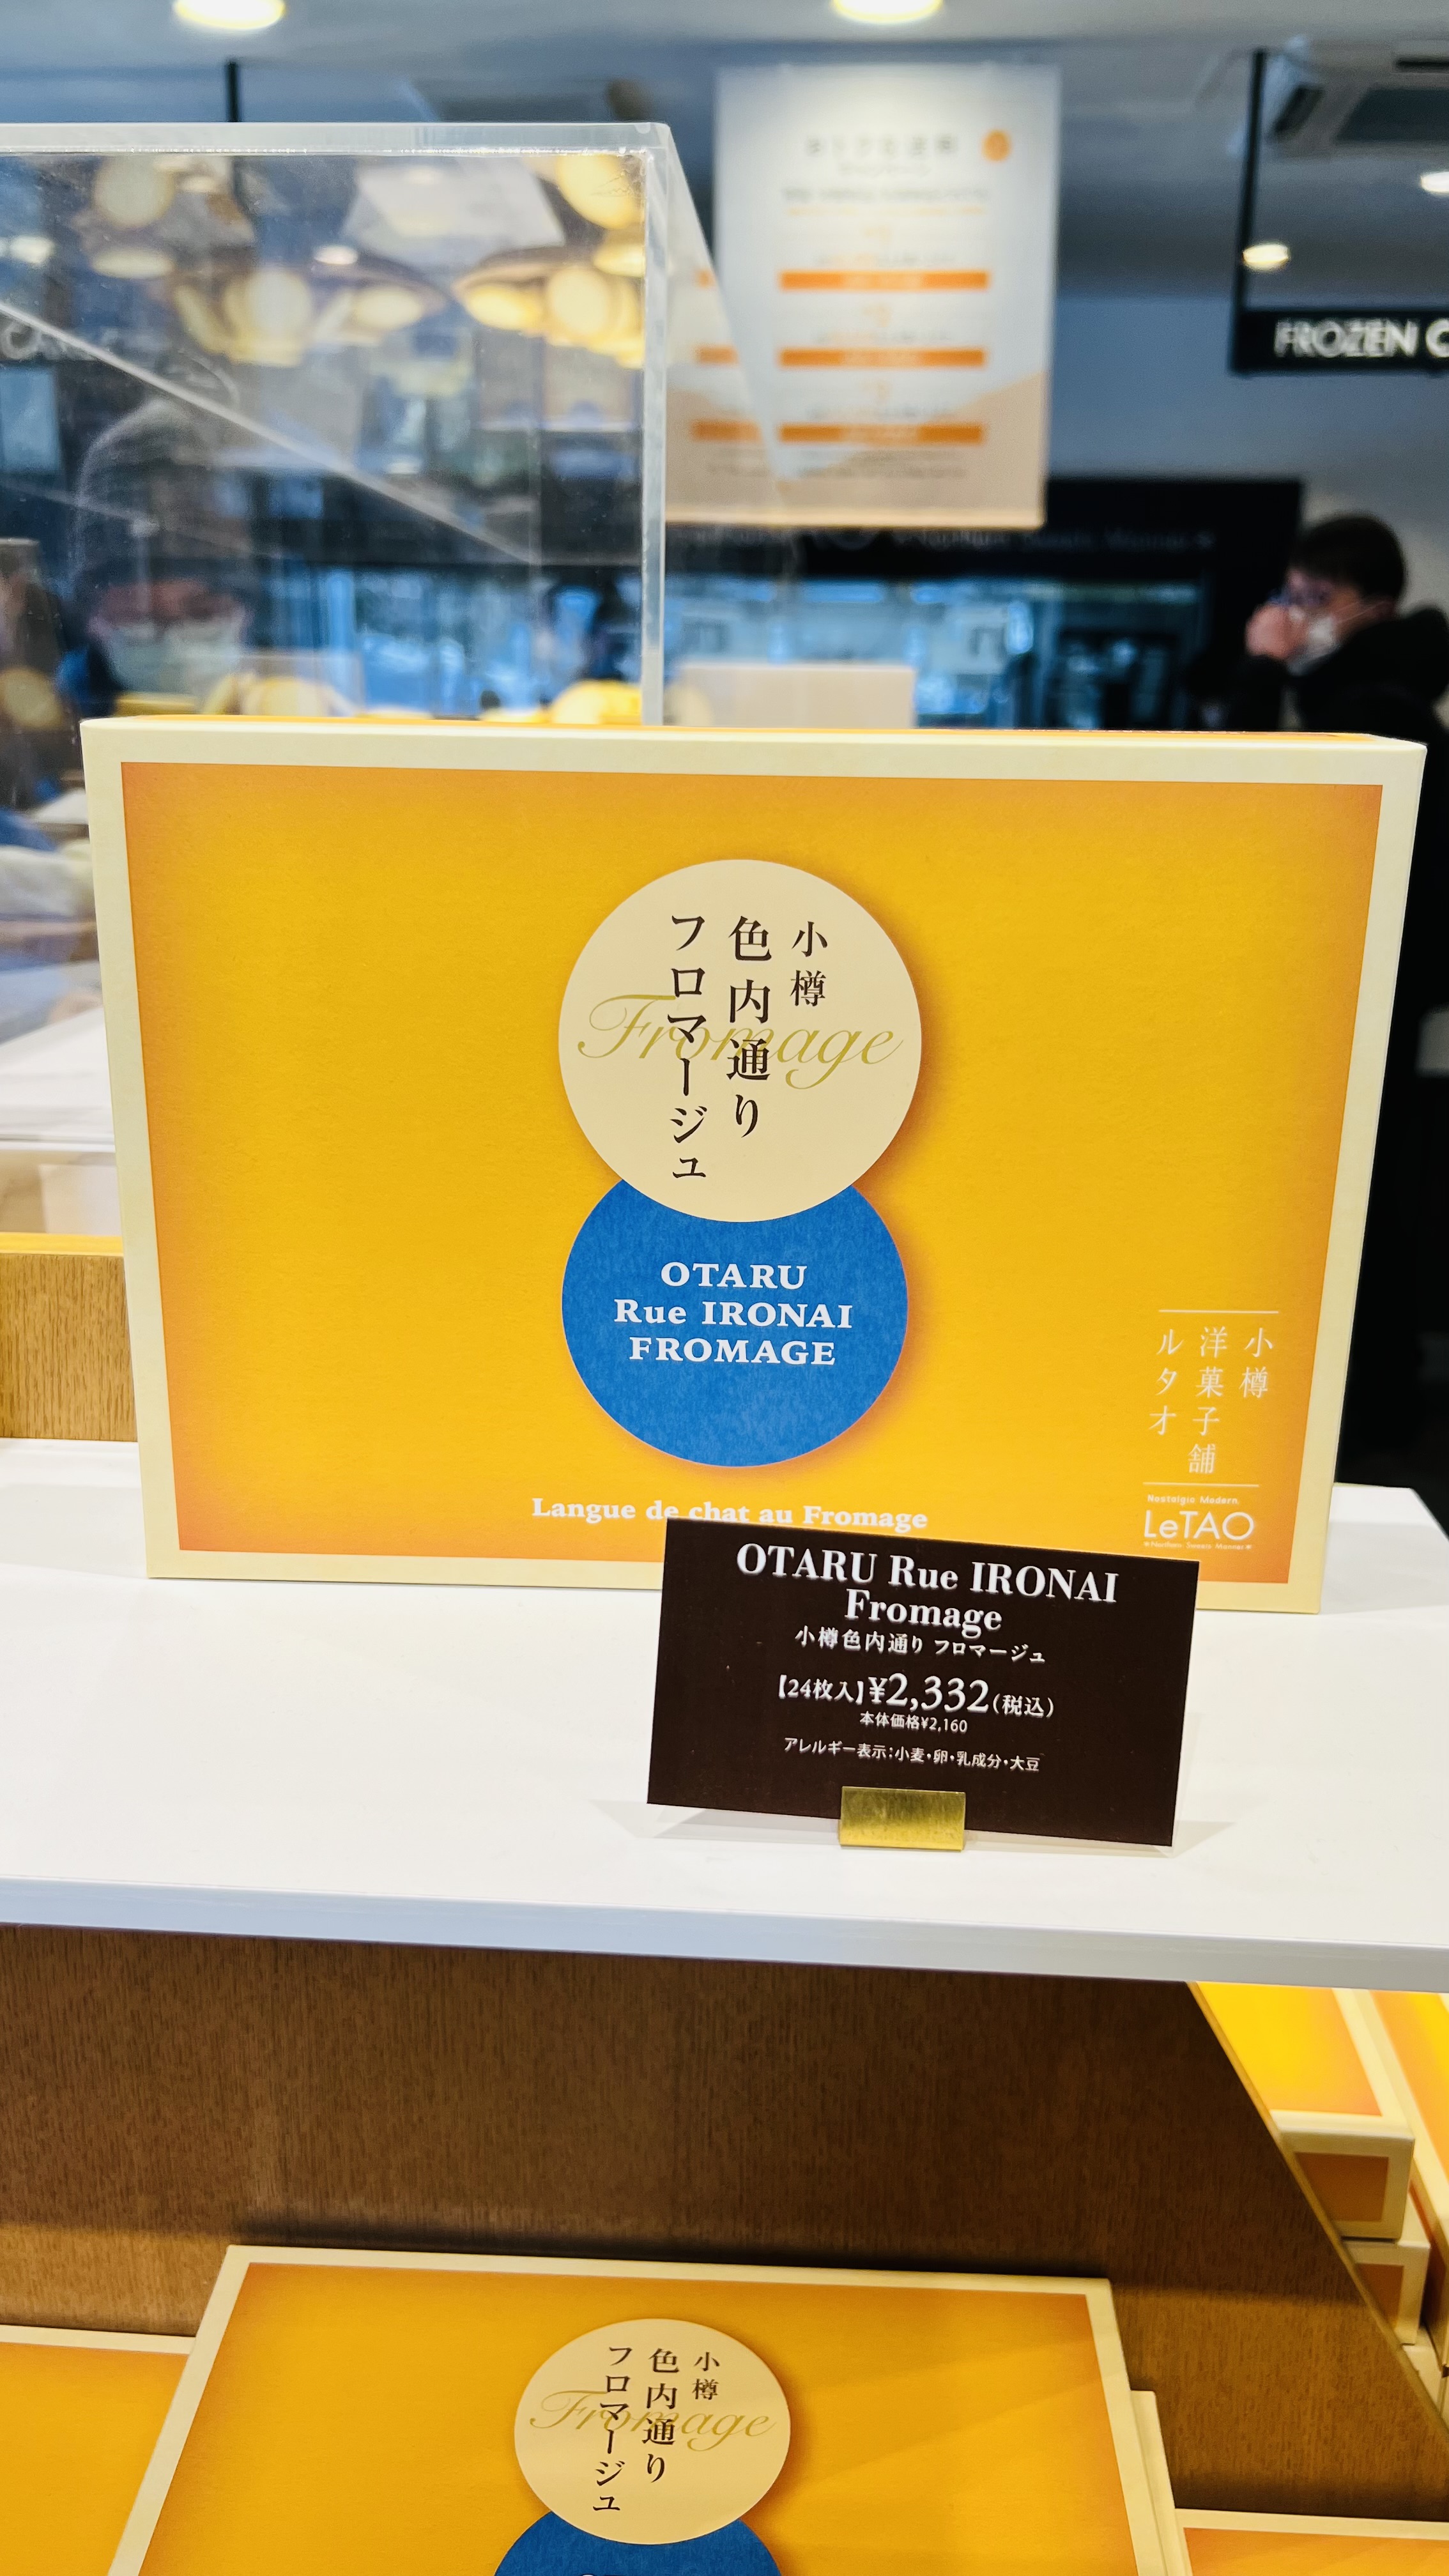 FROZEN C
小樽
色内通り
フロマージュ
Fromage
OTARU
Rue IRONAI
FROMAGE
Langue de chat au Fromage
小樽
洋菓子舗
ルタオ
Nostalgic Modern.
LeTAO
Northern Sweets Manner
OTARU Rue IRONAI
Fromage
小樽色内通り フロマージュ
【24枚入】¥2,332(税込)
本体価格¥2,160
アレルギー表示:小麦・卵・乳成分・大豆
小樽
色内通り
フロマージュ
Fromage